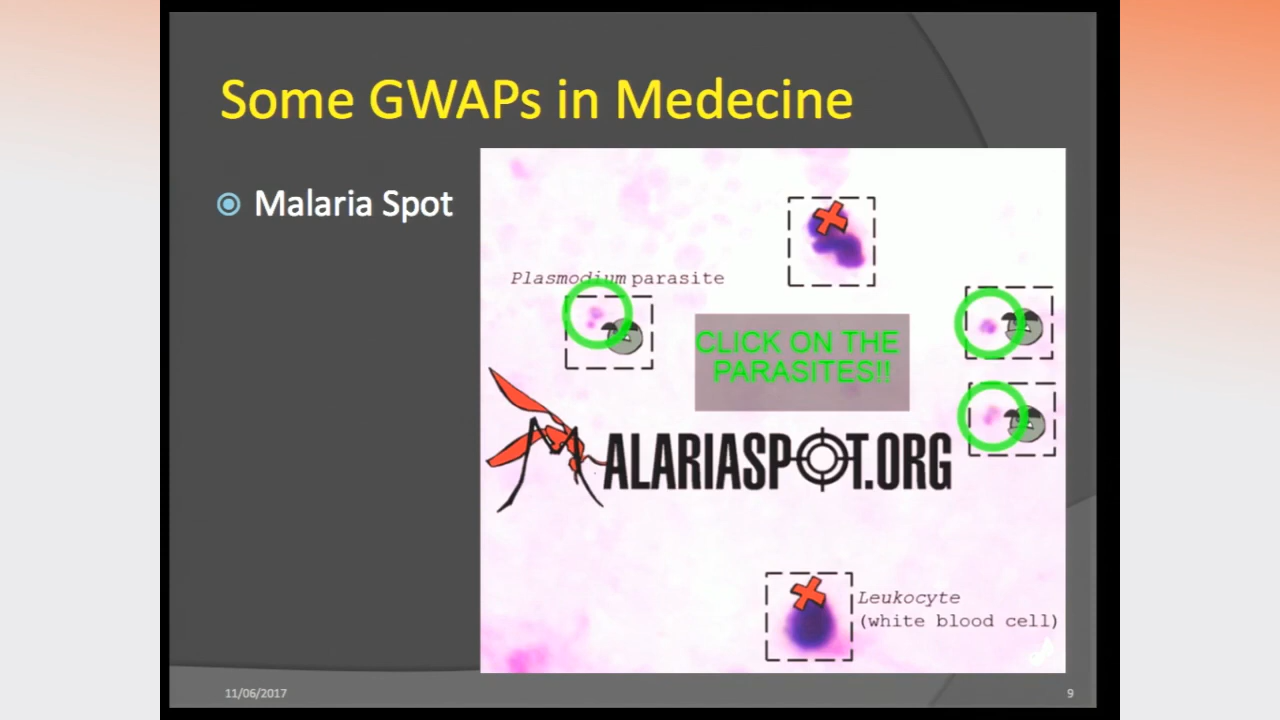 Some GWAPs in Medecine
Malaria Spot
Plasmodium parasite
CLICK ON THE
PARASITES!!
MALARIASPOT.ORG
Leukocyte
(white blood cell)
11/06/2017
9